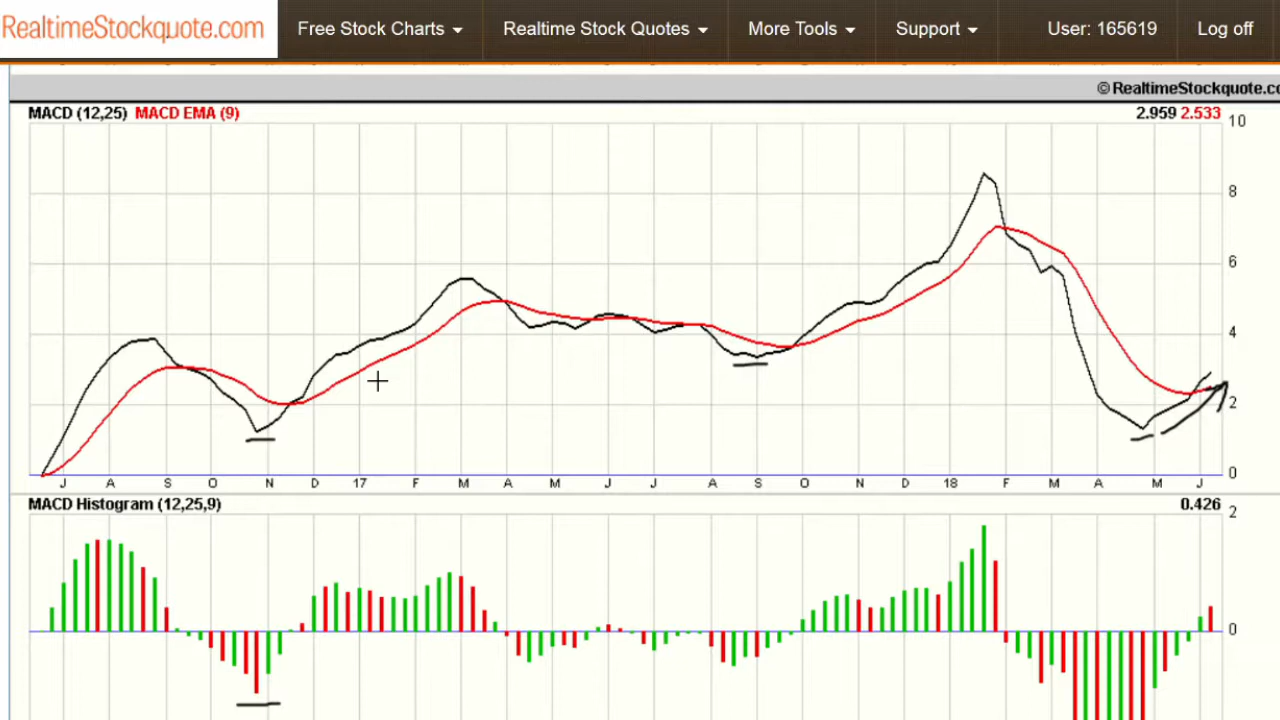 RealtimeStockquote.com Free Stock Charts Realtime Stock Quotes More Tools Support User: 165619 Log off
© RealtimeStockquote.co
MACD (12,25) MACD EMA (9) 2.959 2.533
10
8
6
4
2
0
J A S O N D 17 F M A M J J A S O N D 18 F M A M J
MACD Histogram (12,25,9) 0.426
2
0